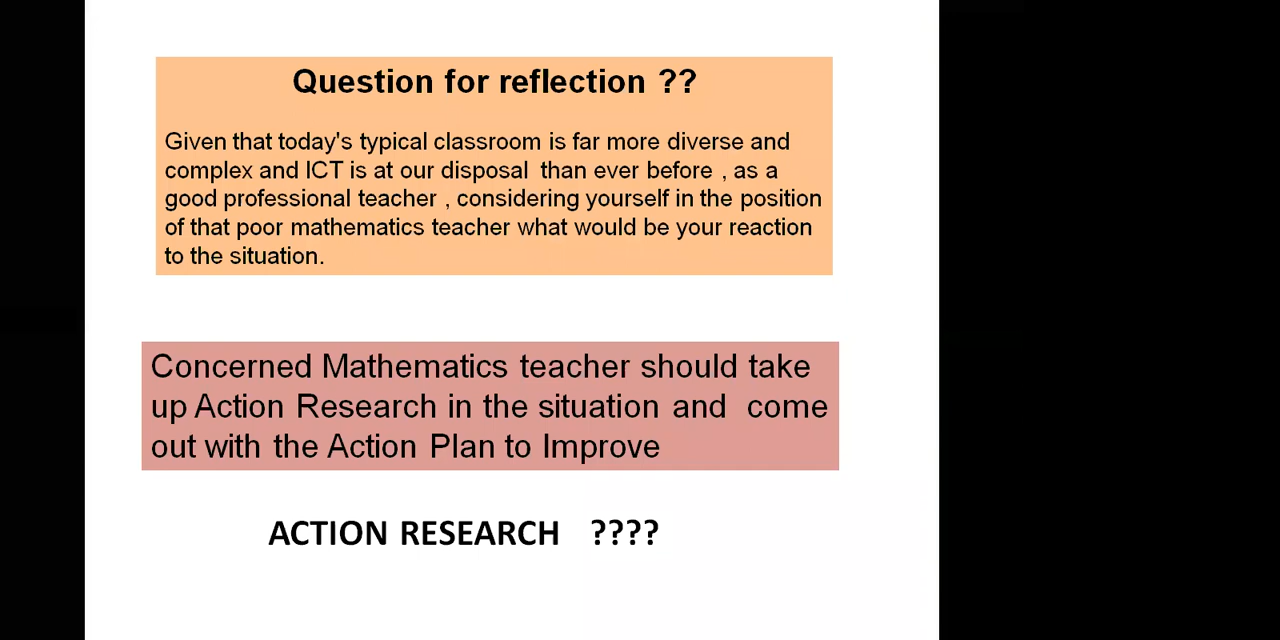 Question for reflection ??
Given that today's typical classroom is far more diverse and
complex and ICT is at our disposal than ever before , as a
good professional teacher , considering yourself in the position
of that poor mathematics teacher what would be your reaction
to the situation.
Concerned Mathematics teacher should take
up Action Research in the situation and come
out with the Action Plan to Improve
ACTION RESEARCH ????